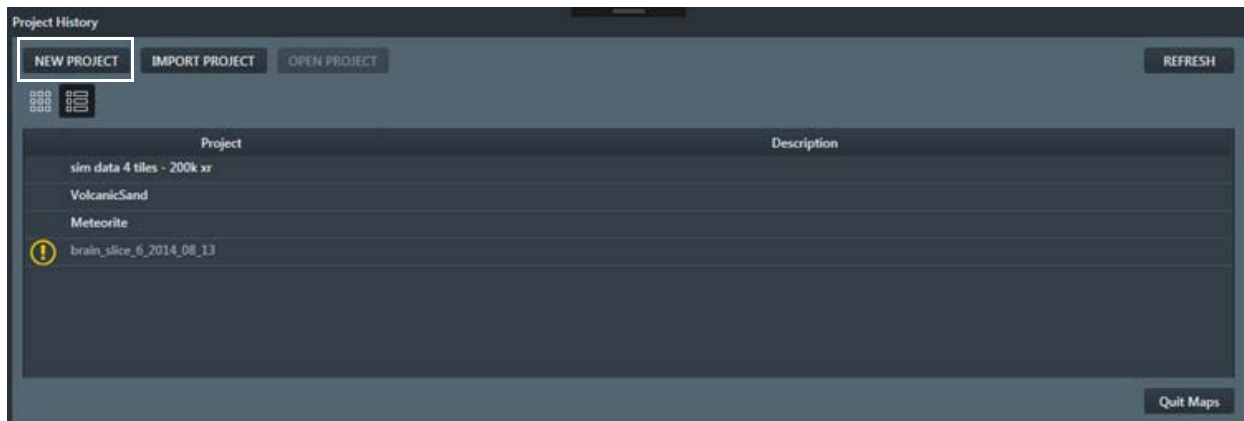 Project History
NEW PROJECT IMPORT PROJECT OPEN PROJECT REFRESH
Project Description
sim data 4 tiles - 200k xr
VolcanicSand
Meteorite
brain_slice_6_2014_08_13
Quit Maps